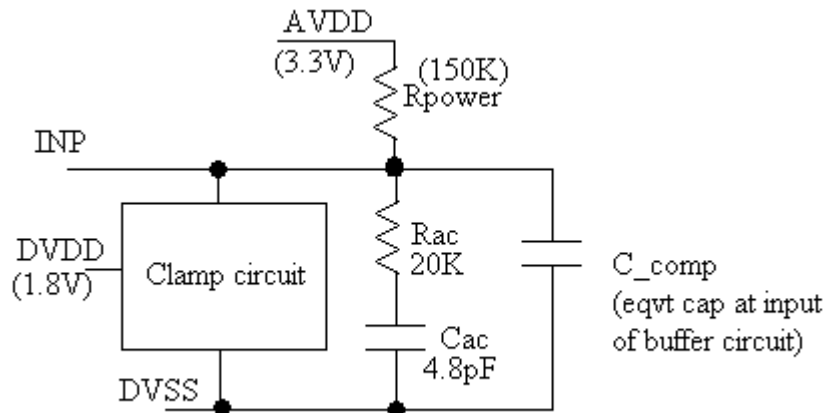 AVDD
(3.3V)
(150K)
Rpower
INP
DVDD
(1.8V)
Clamp circuit
Rac
20K
C_comp
(eqvt cap at input
of buffer circuit)
Cac
4.8pF
DVSS